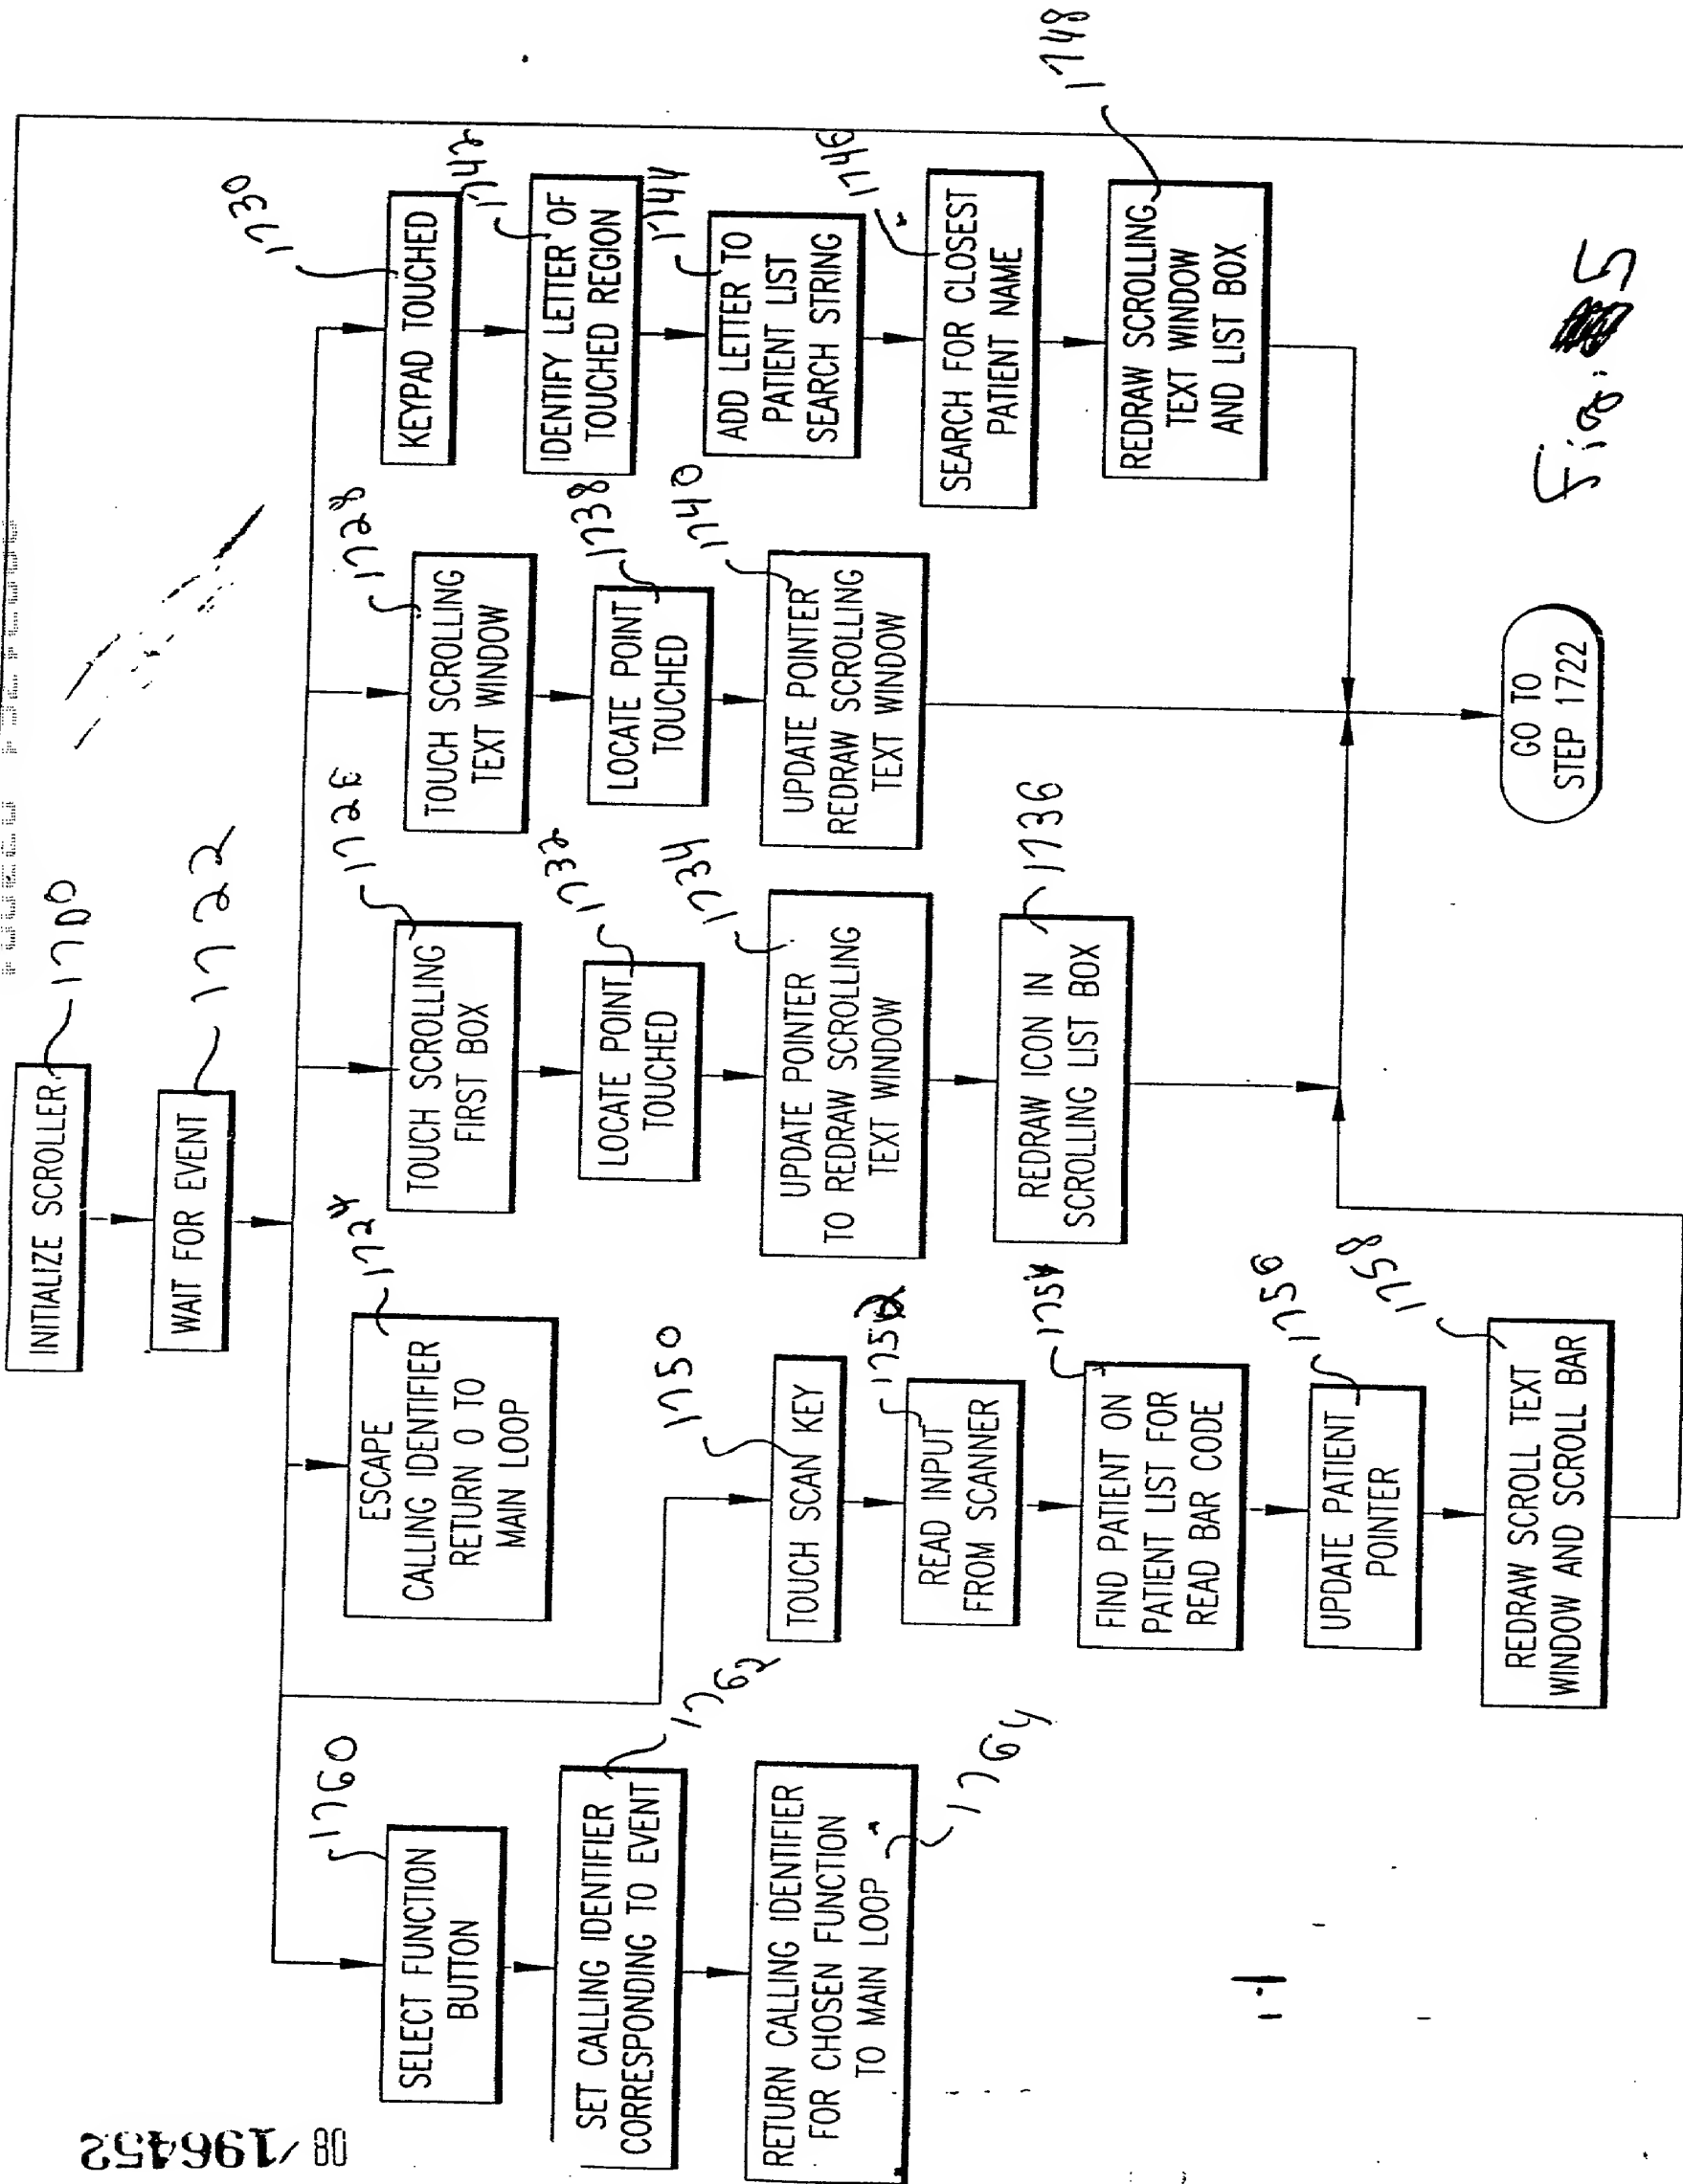 INITIALIZE SCROLLER
1700
WAIT FOR EVENT
1722
SELECT FUNCTION
BUTTON
1760
SET CALLING IDENTIFIER
CORRESPONDING TO EVENT
1762
RETURN CALLING IDENTIFIER
FOR CHOSEN FUNCTION
TO MAIN LOOP
1764
ESCAPE
CALLING IDENTIFIER
RETURN 0 TO
MAIN LOOP
1724
TOUCH SCAN KEY
1750
READ INPUT
FROM SCANNER
1752
FIND PATIENT ON
PATIENT LIST FOR
READ BAR CODE
1754
UPDATE PATIENT
POINTER
1756
REDRAW SCROLL TEXT
WINDOW AND SCROLL BAR
1758
TOUCH SCROLLING
FIRST BOX
LOCATE POINT
TOUCHED
1732
UPDATE POINTER
TO REDRAW SCROLLING
TEXT WINDOW
1734
REDRAW ICON IN
SCROLLING LIST BOX
1736
TOUCH SCROLLING
TEXT WINDOW
1728
LOCATE POINT
TOUCHED
1738
UPDATE POINTER
REDRAW SCROLLING
TEXT WINDOW
1740
KEYPAD TOUCHED
1730
IDENTIFY LETTER OF
TOUCHED REGION
1742
ADD LETTER TO
PATIENT LIST
SEARCH STRING
1744
SEARCH FOR CLOSEST
PATIENT NAME
1746
REDRAW SCROLLING
TEXT WINDOW
AND LIST BOX
1748
GO TO
STEP 1722
Fig. 5
08/196452